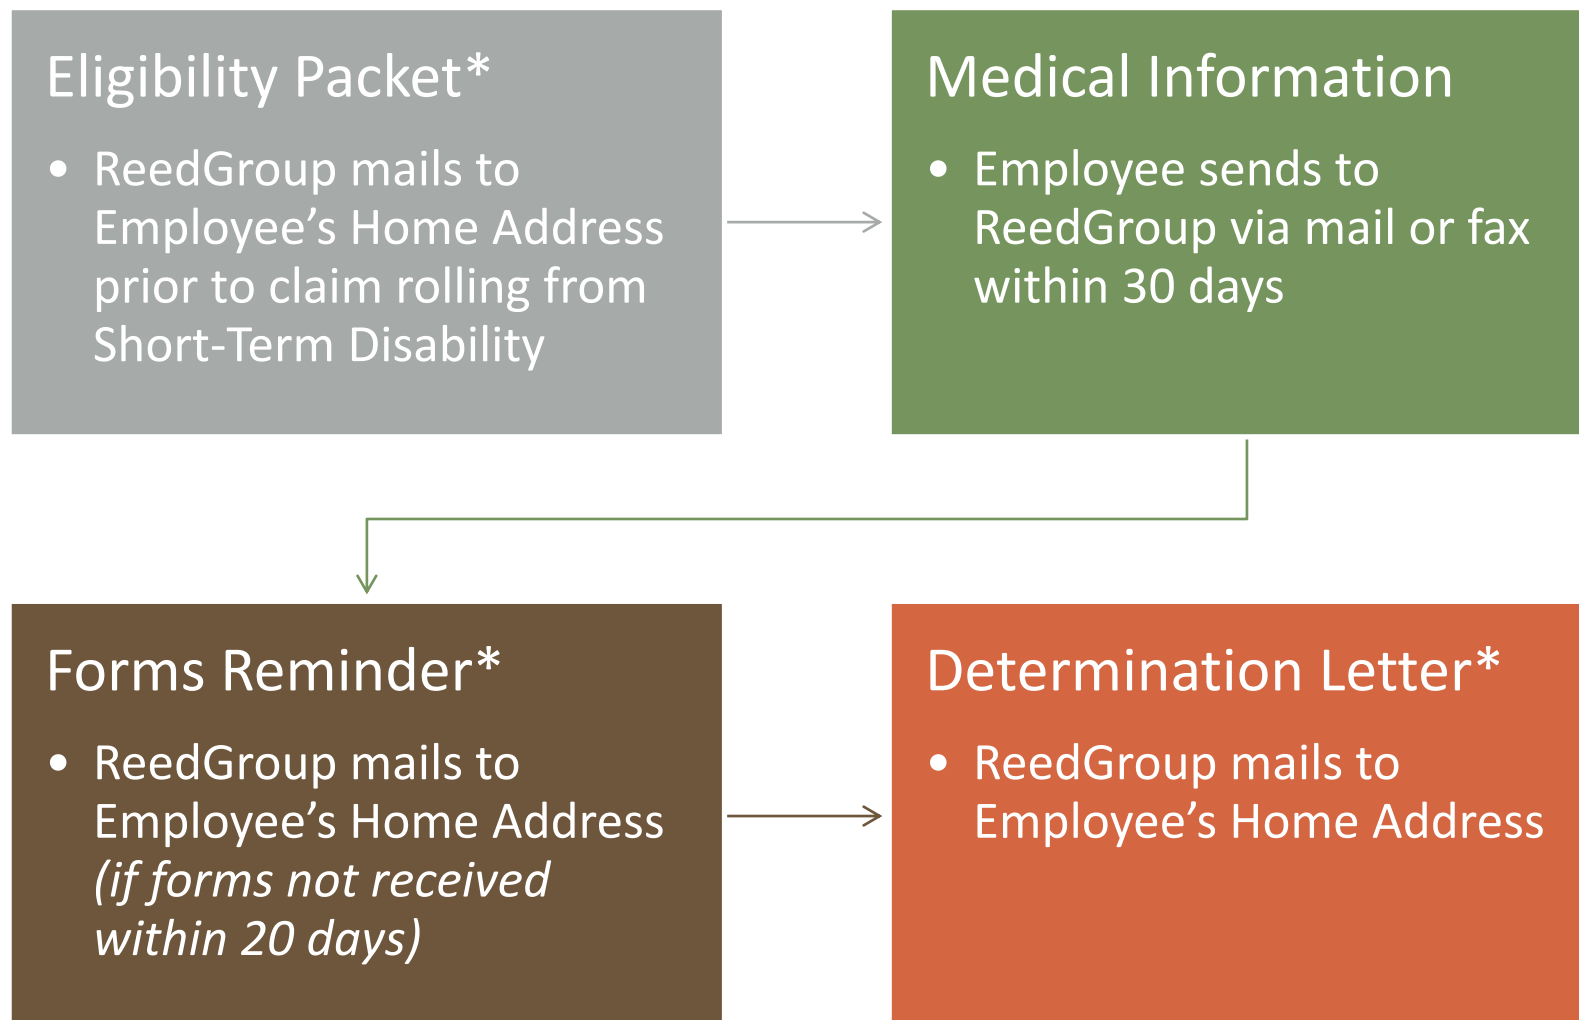 Eligibility Packet*
• ReedGroup mails to
Employee’s Home Address
prior to claim rolling from
Short-Term Disability
Medical Information
• Employee sends to
ReedGroup via mail or fax
within 30 days
Forms Reminder*
• ReedGroup mails to
Employee’s Home Address
(if forms not received
within 20 days)
Determination Letter*
• ReedGroup mails to
Employee’s Home Address